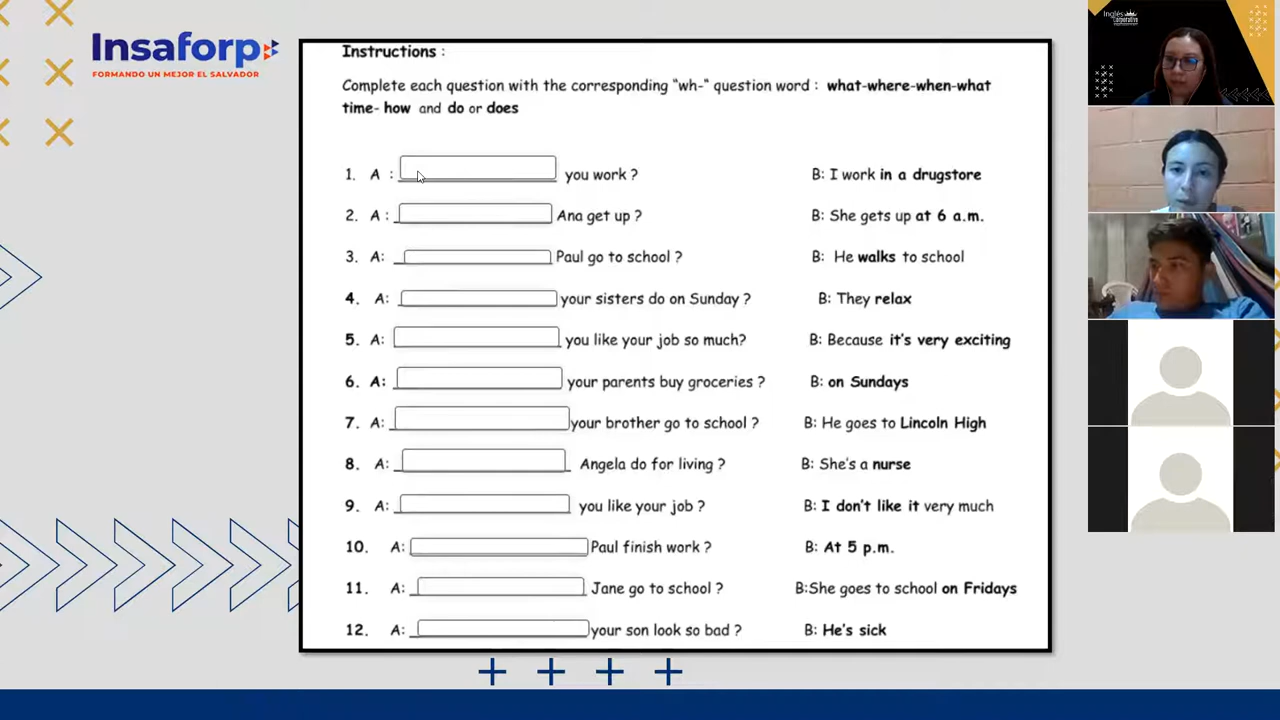 Insaforp
FORMANDO UN MEJOR EL SALVADOR
Inglés
Corporativo
Instructions :
Complete each question with the corresponding "wh-" question word : what-where-when-what
time- how and do or does
1. A : you work ? B: I work in a drugstore
2. A : Ana get up ? B: She gets up at 6 a.m.
3. A: Paul go to school ? B: He walks to school
4. A: your sisters do on Sunday ? B: They relax
5. A: you like your job so much? B: Because it's very exciting
6. A: your parents buy groceries ? B: on Sundays
7. A: your brother go to school ? B: He goes to Lincoln High
8. A: Angela do for living ? B: She's a nurse
9. A: you like your job ? B: I don't like it very much
10. A: Paul finish work ? B: At 5 p.m.
11. A: Jane go to school ? B:She goes to school on Fridays
12. A: your son look so bad ? B: He's sick